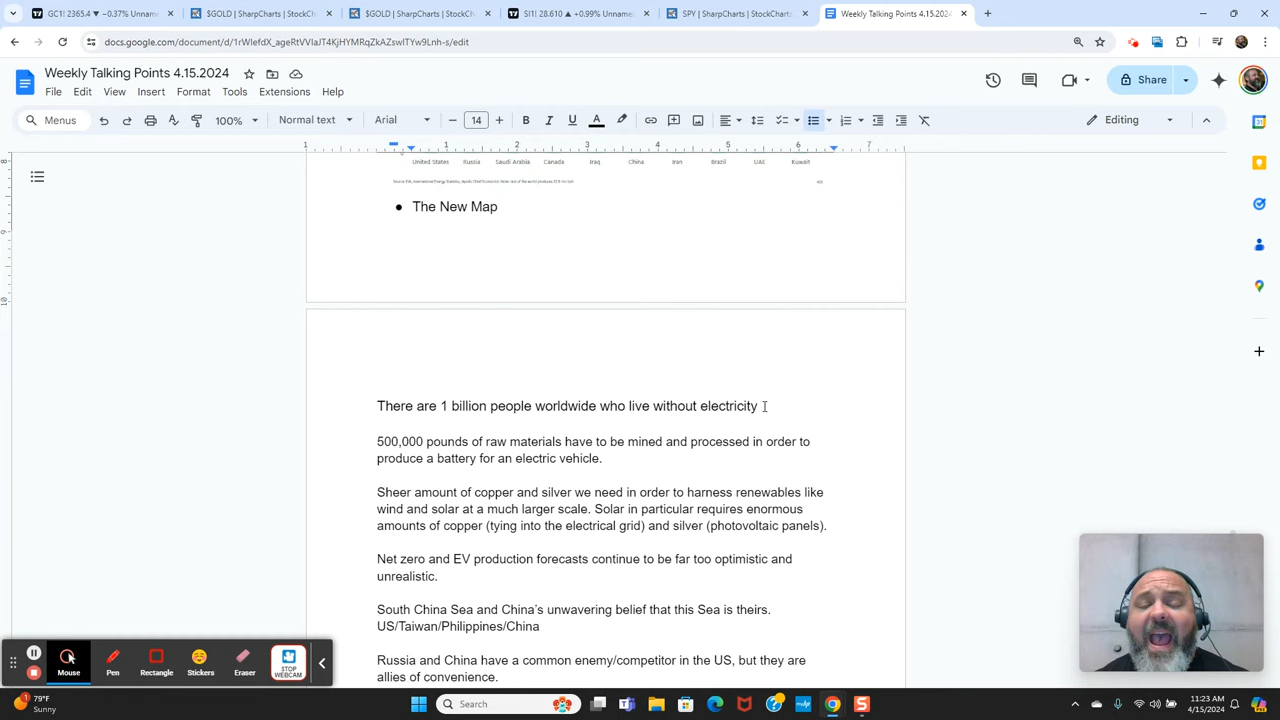 GC1! 2365.4 ▼ −0.37% Unname
$GOLD | SharpCharts | StockCh
$GOLD | SharpCharts | StockCh
SI1! 28.610 ▲ +0.99% Unname
SPY | SharpCharts | StockChart
Weekly Talking Points 4.15.2024
Weekly Talking Points 4.15.2024
File Edit View Insert Format Tools Extensions Help
Share
Menus
100%
Normal text
Arial
14
Editing
1 1 2 3 4 5 6 7
United States Russia Saudi Arabia Canada Iraq China Iran Brazil UAE Kuwait
● The New Map
There are 1 billion people worldwide who live without electricity
500,000 pounds of raw materials have to be mined and processed in order to
produce a battery for an electric vehicle.
Sheer amount of copper and silver we need in order to harness renewables like
wind and solar at a much larger scale. Solar in particular requires enormous
amounts of copper (tying into the electrical grid) and silver (photovoltaic panels).
Net zero and EV production forecasts continue to be far too optimistic and
unrealistic.
South China Sea and China's unwavering belief that this Sea is theirs.
US/Taiwan/Philippines/China
Russia and China have a common enemy/competitor in the US, but they are
allies of convenience.
Mouse Pen Rectangle Stickers Eraser STOP WEBCAM
79°F
Sunny
Search
11:23 AM
4/15/2024